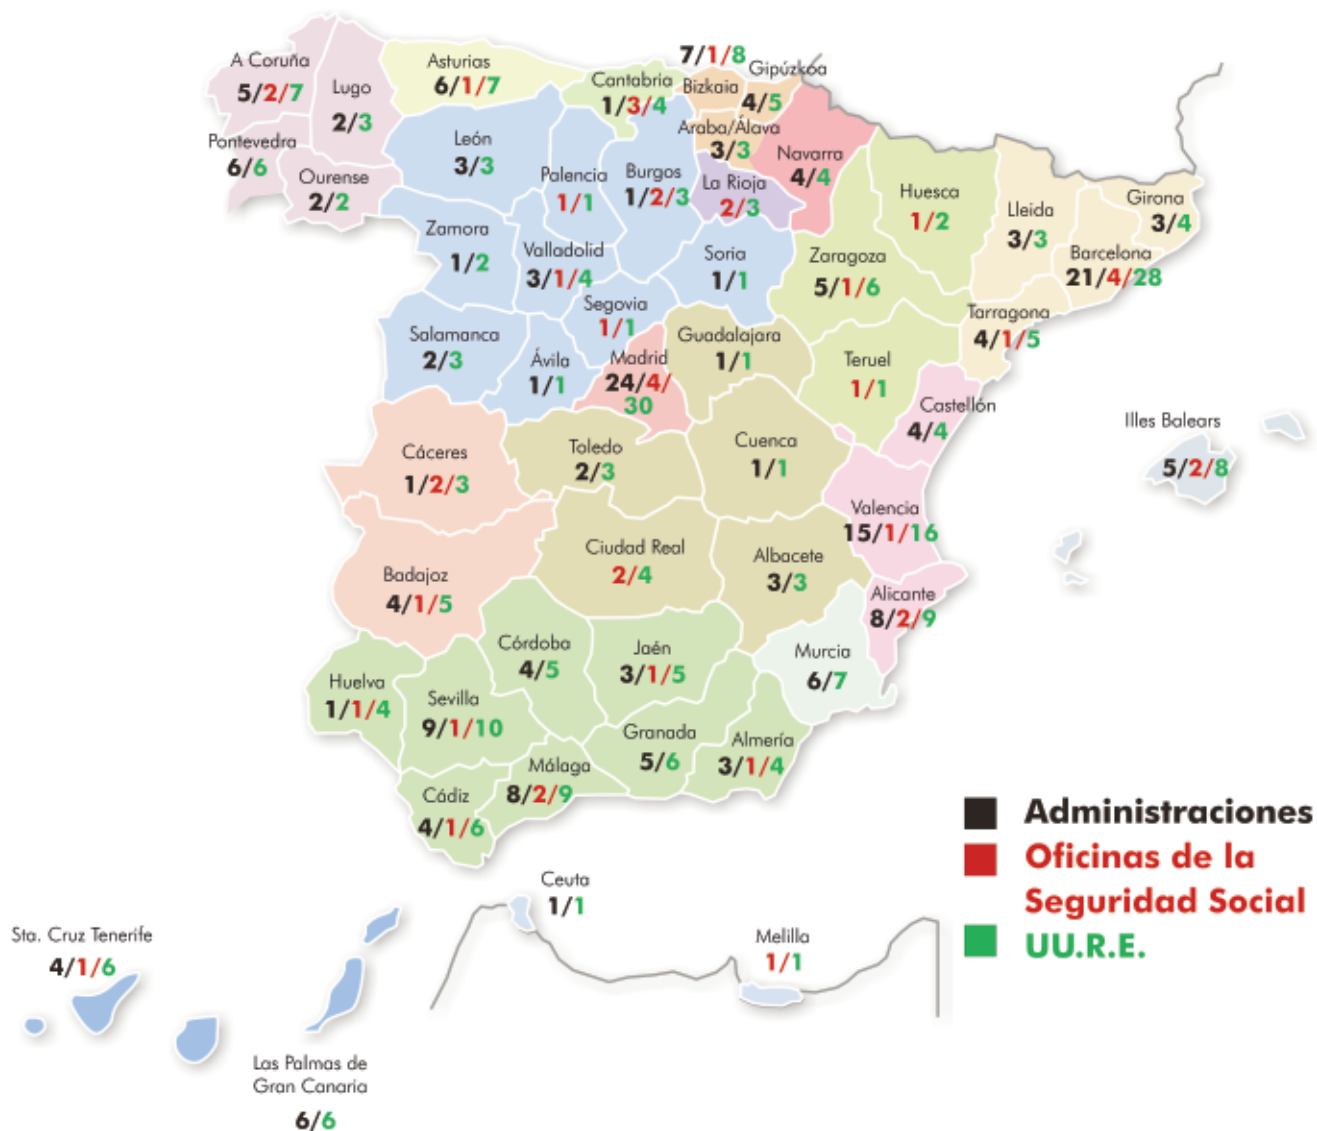 7/1/8
A Coruña
5/2/7
Lugo
2/3
Asturias
6/1/7
Cantabria
1/3/4
Bizkaia
Gipúzkoa
4/5
Pontevedra
6/6
Ourense
2/2
León
3/3
Palencia
1/1
Burgos
1/2/3
Araba/Álava
3/3
La Rioja
2/3
Navarra
4/4
Huesca
1/2
Lleida
3/3
Girona
3/4
Barcelona
21/4/28
Tarragona
4/1/5
Zamora
1/2
Valladolid
3/1/4
Soria
1/1
Zaragoza
5/1/6
Segovia
1/1
Salamanca
2/3
Ávila
1/1
Madrid
24/4/
30
Guadalajara
1/1
Teruel
1/1
Castellón
4/4
Illes Balears
5/2/8
Cáceres
1/2/3
Toledo
2/3
Cuenca
1/1
Valencia
15/1/16
Badajoz
4/1/5
Ciudad Real
2/4
Albacete
3/3
Alicante
8/2/9
Murcia
6/7
Huelva
1/1/4
Sevilla
9/1/10
Córdoba
4/5
Jaén
3/1/5
Granada
5/6
Almería
3/1/4
Málaga
8/2/9
Cádiz
4/1/6
Administraciones
Oficinas de la
Seguridad Social
UU.R.E.
Ceuta
1/1
Melilla
1/1
Sta. Cruz Tenerife
4/1/6
Las Palmas de
Gran Canaria
6/6